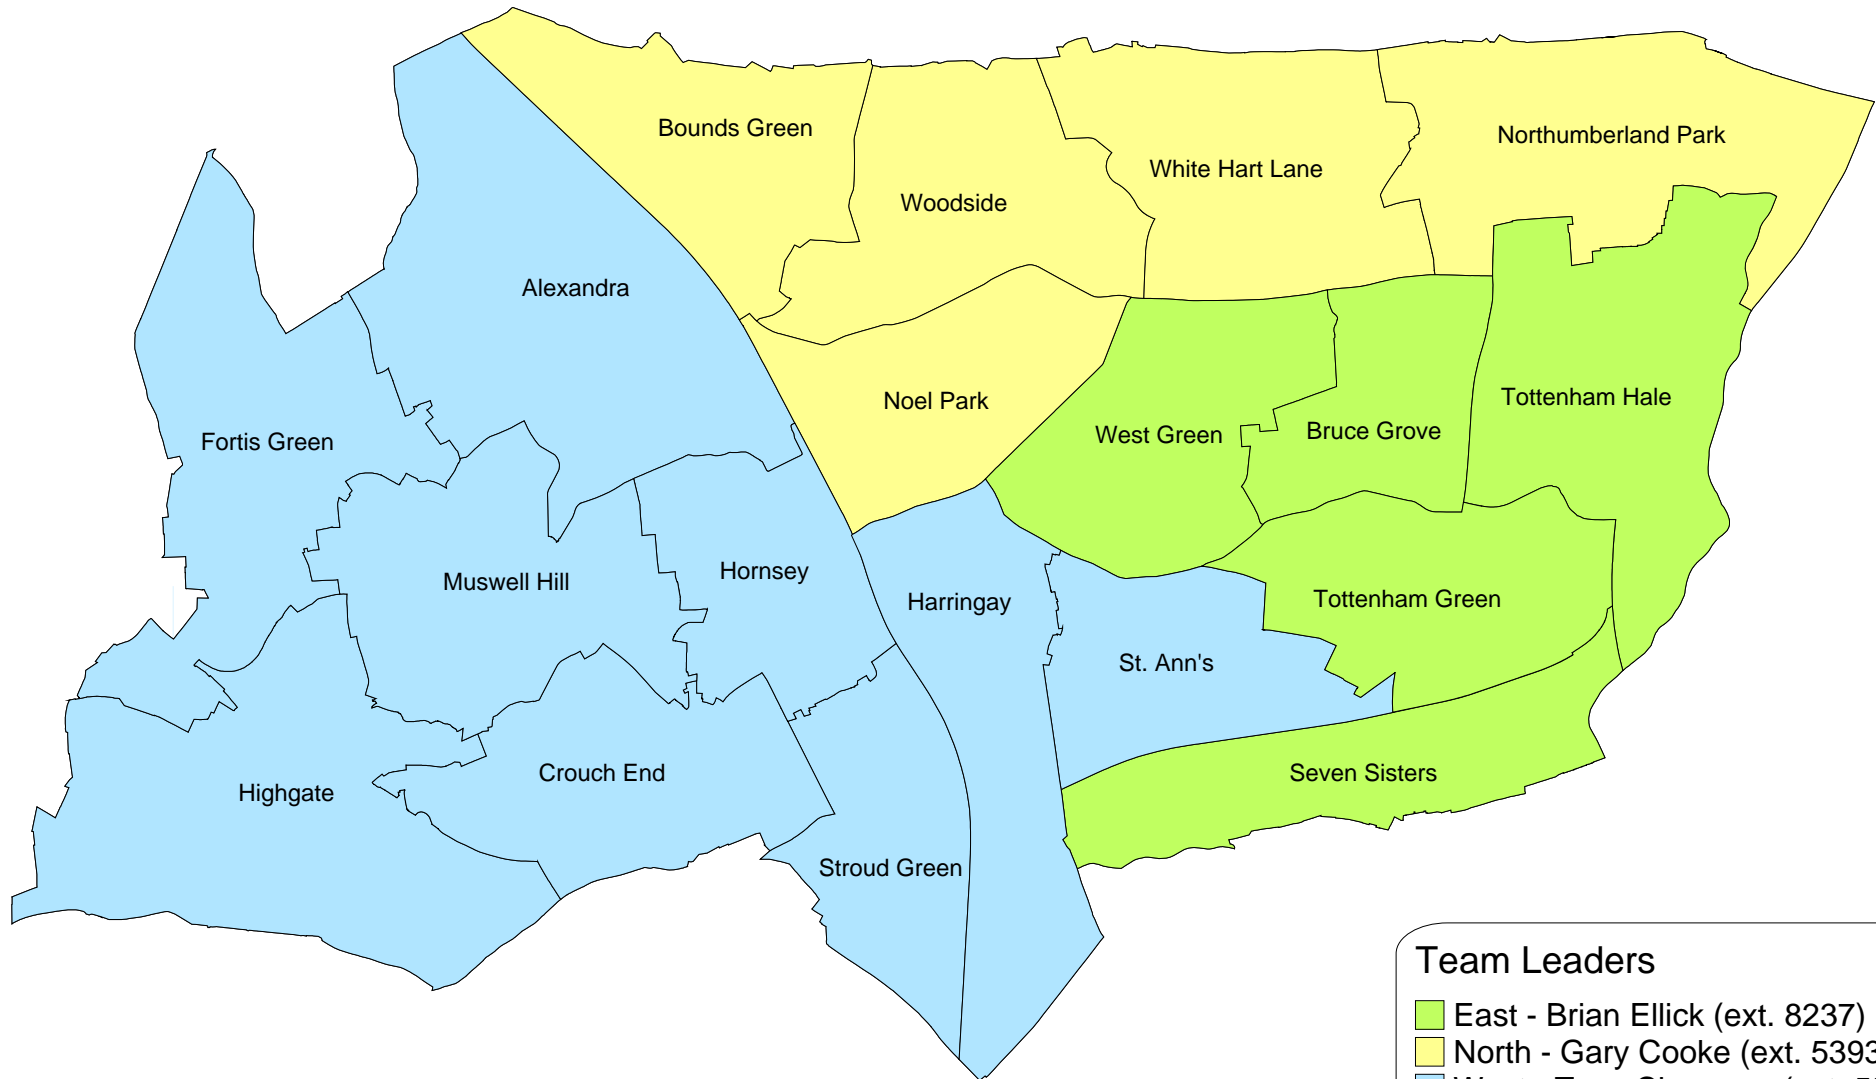 Bounds Green
Northumberland Park
White Hart Lane
Woodside
Alexandra
Tottenham Hale
Noel Park
Bruce Grove
West Green
Fortis Green
Hornsey
Muswell Hill
Tottenham Green
Harringay
St. Ann's
Crouch End
Seven Sisters
Highgate
Stroud Green
Team Leaders
East - Brian Ellick (ext. 8237)
North - Gary Cooke (ext. 5393